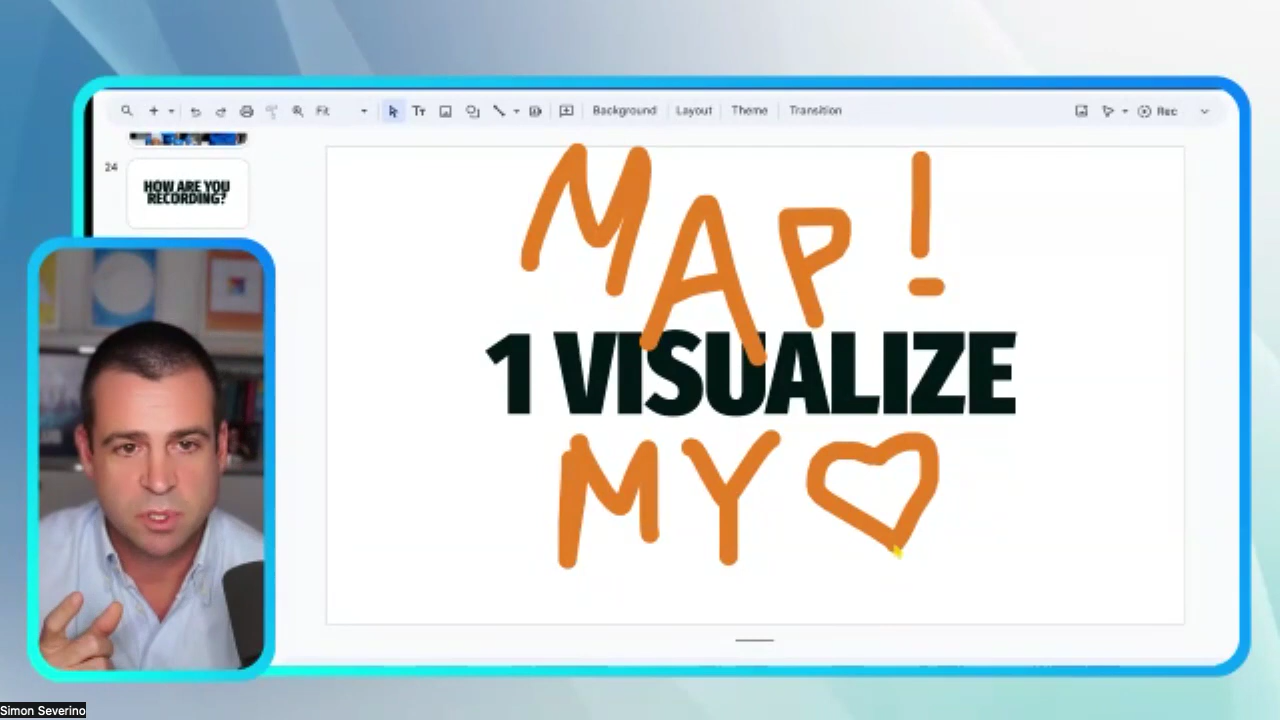 Fit
Background
Layout
Theme
Transition
Rec
24
HOW ARE YOU
RECORDING?
MAP!
1 VISUALIZE
MY
Simon Severino